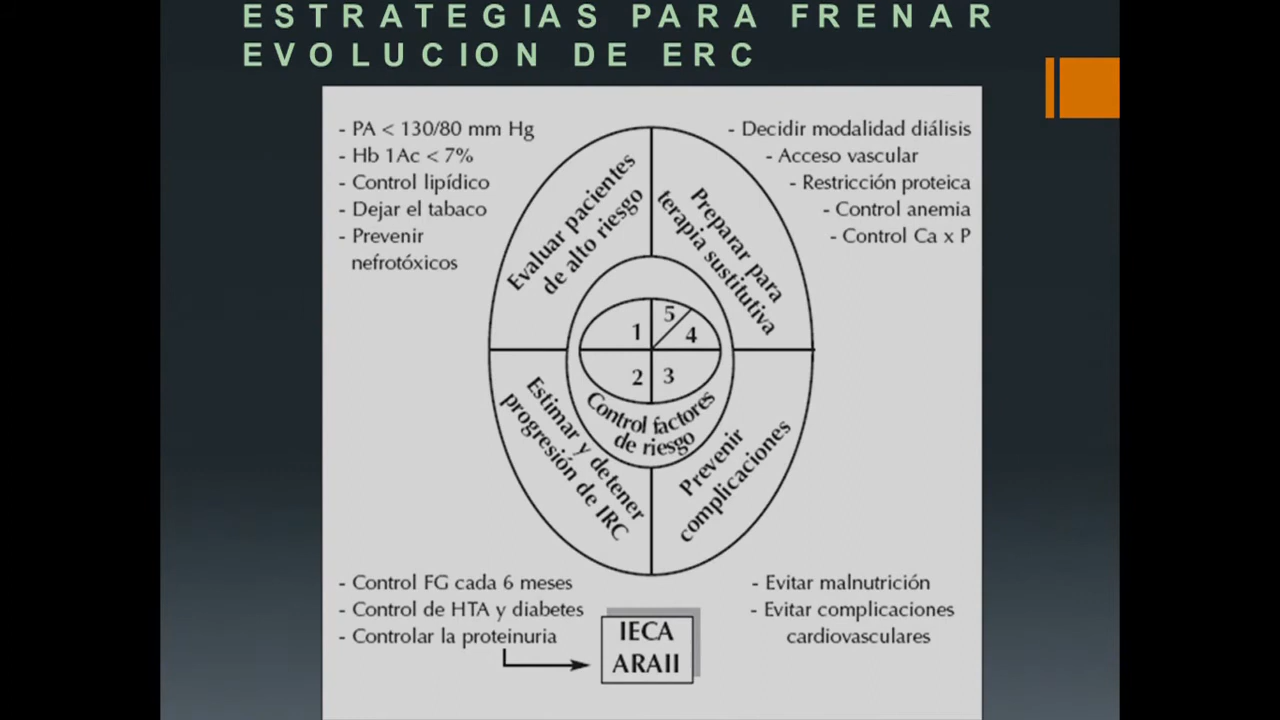 ESTRATEGIAS PARA FRENAR
EVOLUCION DE ERC
- PA < 130/80 mm Hg
- Hb 1Ac < 7%
- Control lipídico
- Dejar el tabaco
- Prevenir
nefrotóxicos
- Decidir modalidad diálisis
- Acceso vascular
- Restricción proteica
- Control anemia
- Control Ca x P
Evaluar pacientes
de alto riesgo
Preparar para
terapia sustitutiva
1
5
4
2
3
Control factores
de riesgo
Estimar y detener
progresión de IRC
Prevenir
complicaciones
- Control FG cada 6 meses
- Control de HTA y diabetes
- Controlar la proteinuria
IECA
ARAII
- Evitar malnutrición
- Evitar complicaciones
cardiovasculares